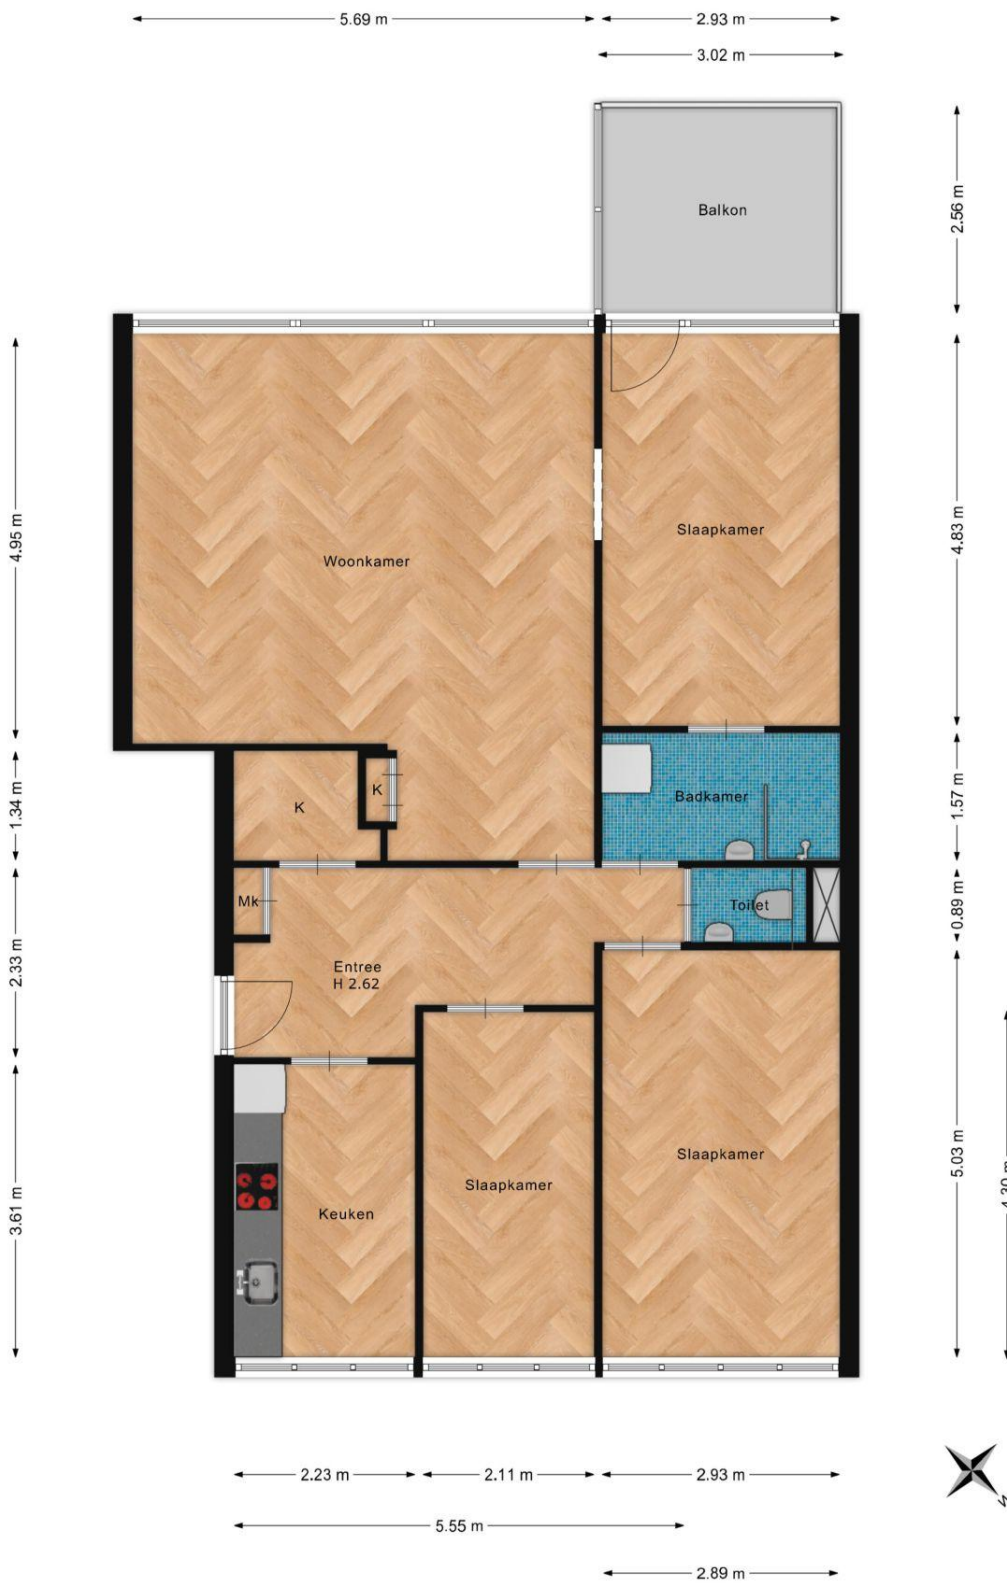 5.69 m
2.93 m
3.02 m
Balkon
2.56 m
4.95 m
Woonkamer
Slaapkamer
4.83 m
1.34 m
K
K
Badkamer
1.57 m
Mk
Toilet
0.89 m
2.33 m
Entree
H 2.62
3.61 m
Keuken
Slaapkamer
Slaapkamer
5.03 m
2.23 m
2.11 m
2.93 m
N
5.55 m
2.89 m